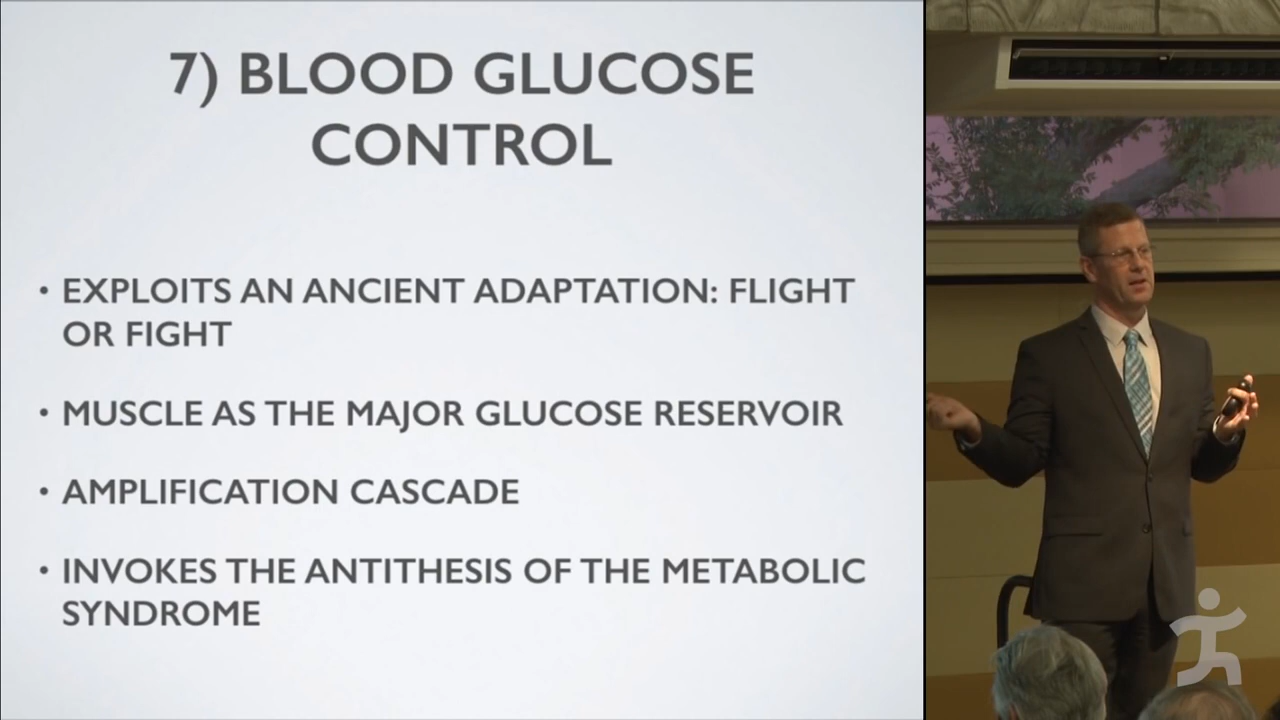 7) BLOOD GLUCOSE
CONTROL
• EXPLOITS AN ANCIENT ADAPTATION: FLIGHT
OR FIGHT
• MUSCLE AS THE MAJOR GLUCOSE RESERVOIR
• AMPLIFICATION CASCADE
• INVOKES THE ANTITHESIS OF THE METABOLIC
SYNDROME